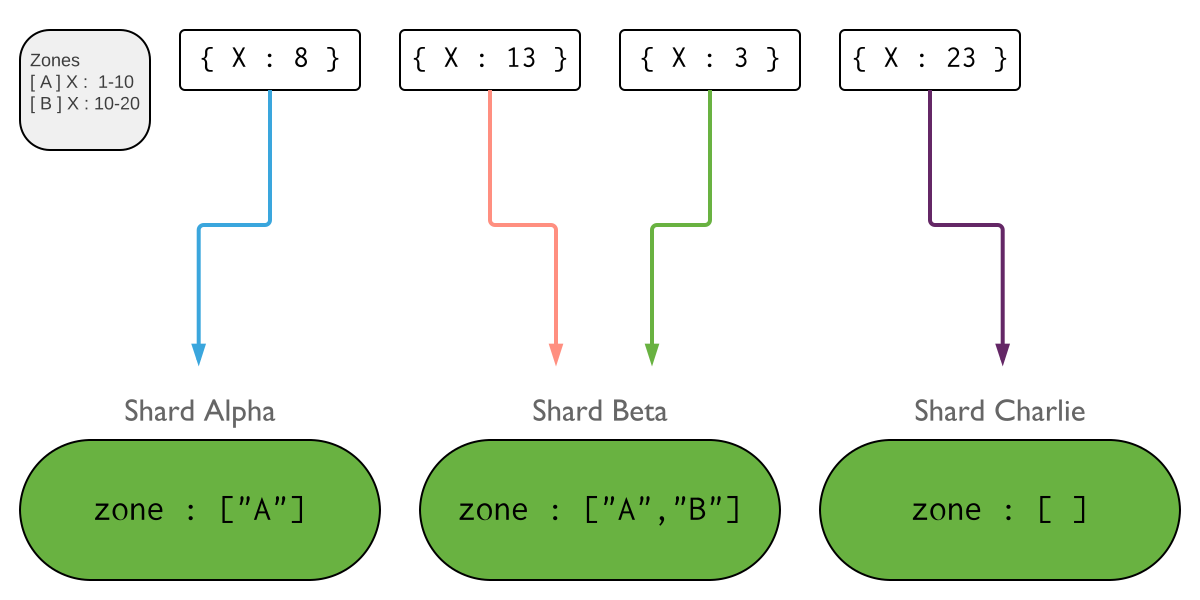 Zones
[ A ] X :  1-10
[ B ] X : 10-20
{ X : 8 }
{ X : 13 }
{ X : 3 }
{ X : 23 }
Shard Alpha
Shard Beta
Shard Charlie
zone : ["A"]
zone : ["A","B"]
zone : [ ]